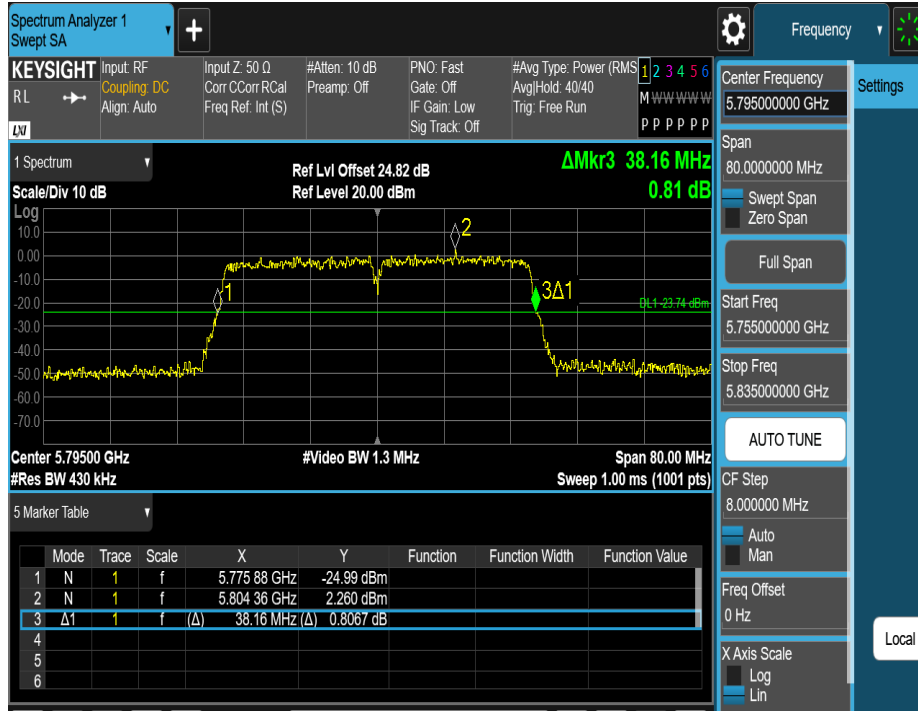 Spectrum Analyzer 1
Swept SA
+
Frequency
KEYSIGHT
RL
LXI
Input: RF
Coupling: DC
Align: Auto
Input Z: 50 Ω
Corr CCorr RCal
Freq Ref: Int (S)
#Atten: 10 dB
Preamp: Off
PNO: Fast
Gate: Off
IF Gain: Low
Sig Track: Off
#Avg Type: Power (RMS
Avg|Hold: 40/40
Trig: Free Run
1 2 3 4 5 6
M W W W W W
P P P P P P
1 Spectrum
Scale/Div 10 dB
Ref Lvl Offset 24.82 dB
Ref Level 20.00 dBm
ΔMkr3 38.16 MHz
0.81 dB
Log
10.0
0.00
-10.0
-20.0
-30.0
-40.0
-50.0
-60.0
-70.0
1
2
3Δ1
DL1 -23.74 dBm
Center 5.79500 GHz
#Video BW 1.3 MHz
Span 80.00 MHz
#Res BW 430 kHz
Sweep 1.00 ms (1001 pts)
5 Marker Table
Mode Trace Scale X Y Function Function Width Function Value
1 N 1 f 5.775 88 GHz -24.99 dBm
2 N 1 f 5.804 36 GHz 2.260 dBm
3 Δ1 1 f (Δ) 38.16 MHz (Δ) 0.8067 dB
4
5
6
Center Frequency
5.795000000 GHz
Span
80.0000000 MHz
Swept Span
Zero Span
Full Span
Start Freq
5.755000000 GHz
Stop Freq
5.835000000 GHz
AUTO TUNE
CF Step
8.000000 MHz
Auto
Man
Freq Offset
0 Hz
X Axis Scale
Log
Lin
Settings
Local